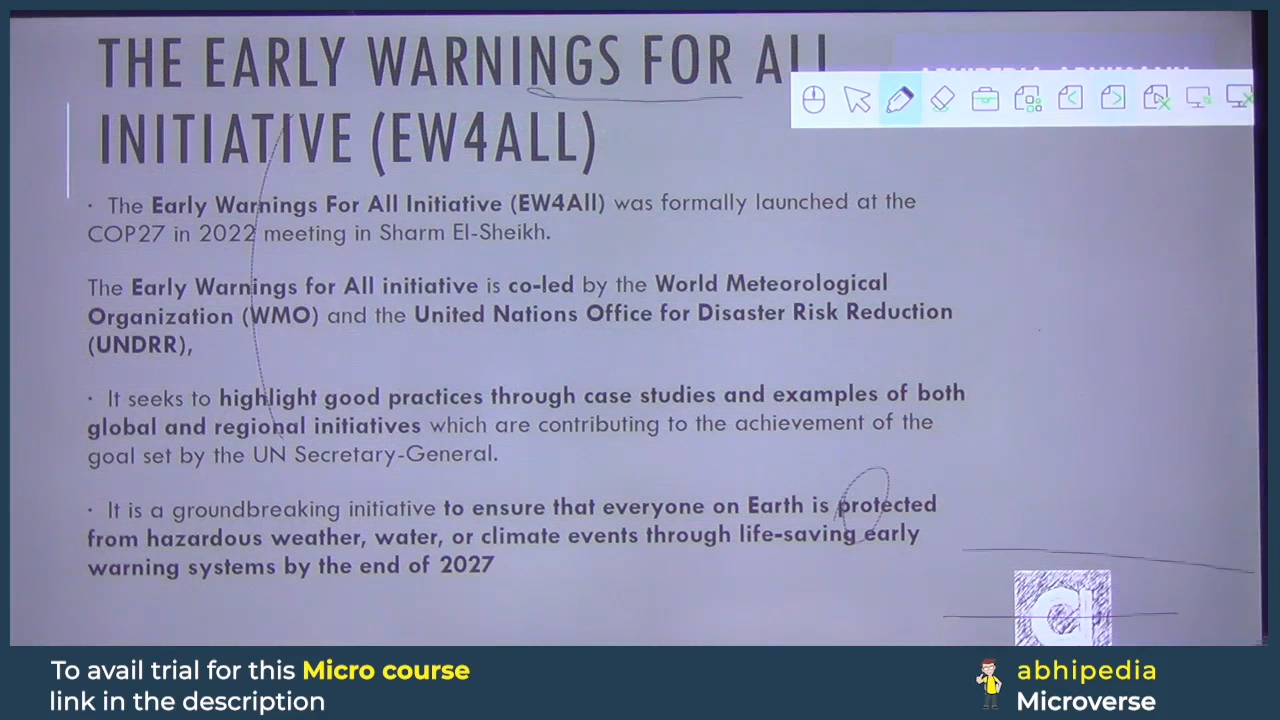 THE EARLY WARNINGS FOR ALL
INITIATIVE (EW4ALL)
· The Early Warnings For All Initiative (EW4All) was formally launched at the
COP27 in 2022 meeting in Sharm El-Sheikh.
The Early Warnings for All initiative is co-led by the World Meteorological
Organization (WMO) and the United Nations Office for Disaster Risk Reduction
(UNDRR),
· It seeks to highlight good practices through case studies and examples of both
global and regional initiatives which are contributing to the achievement of the
goal set by the UN Secretary-General.
· It is a groundbreaking initiative to ensure that everyone on Earth is protected
from hazardous weather, water, or climate events through life-saving early
warning systems by the end of 2027
a
To avail trial for this Micro course
link in the description
abhipedia
Microverse